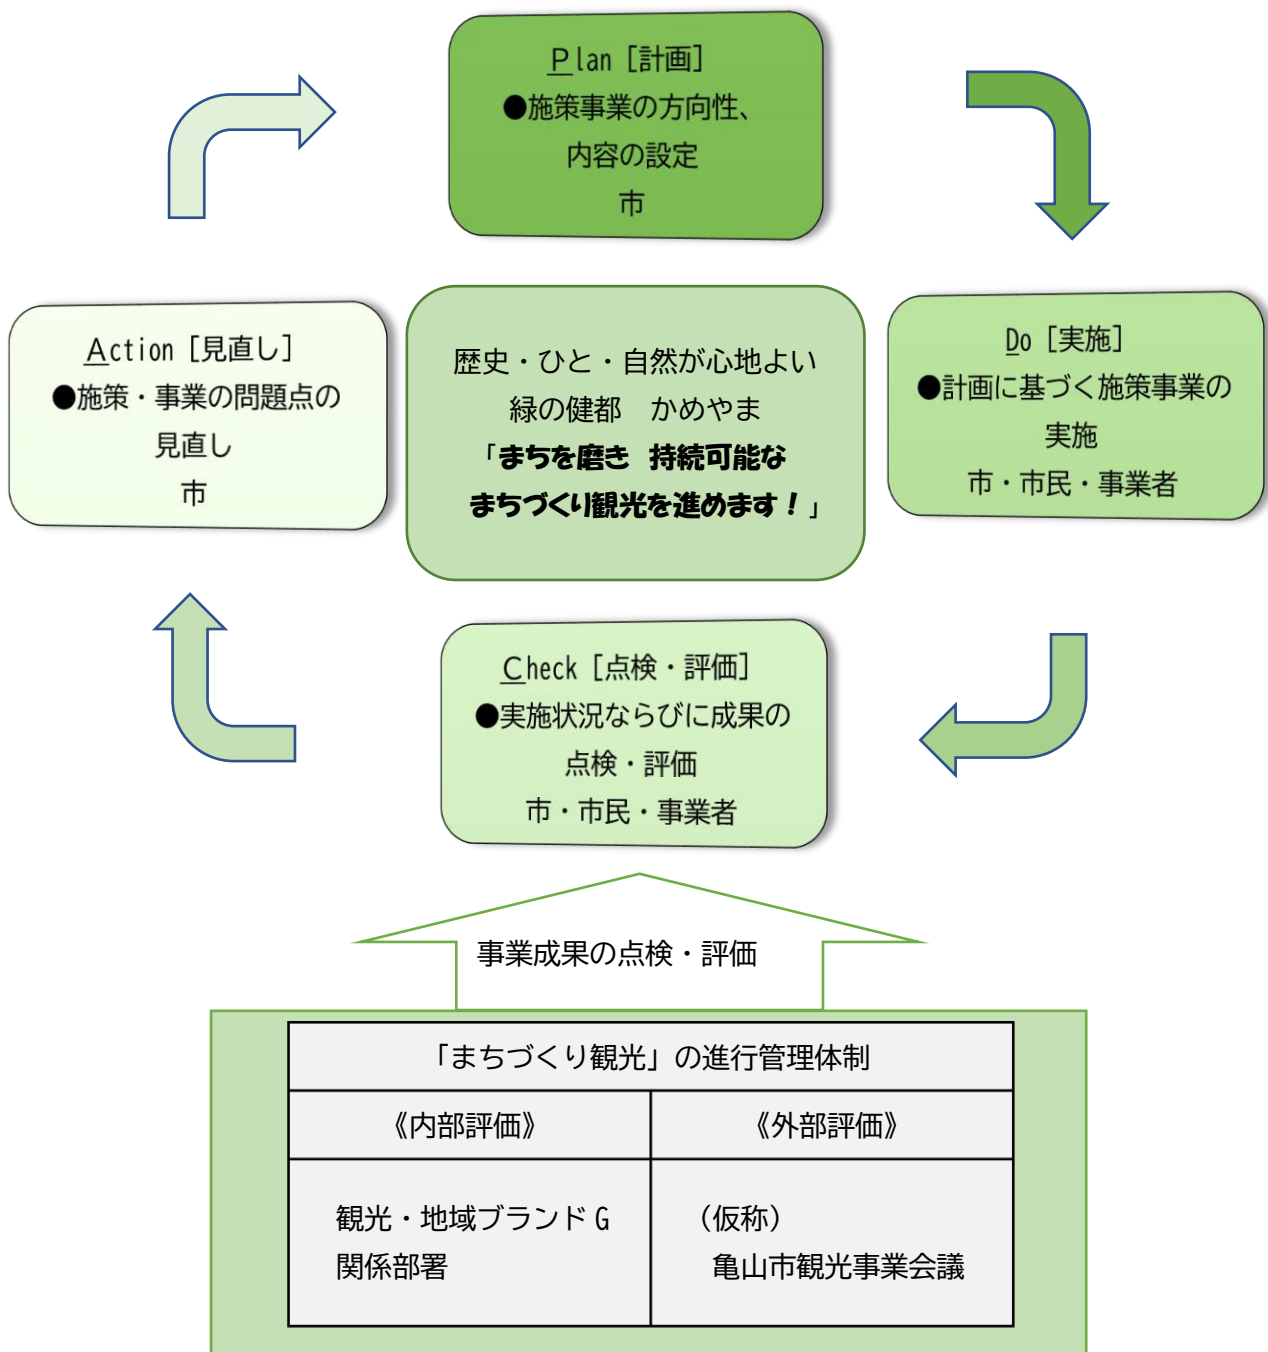 Plan［計画］
●施策事業の方向性、
内容の設定
市
Action［見直し］
●施策・事業の問題点の
見直し
市
歴史・ひと・自然が心地よい
緑の健都　かめやま
「まちを磨き 持続可能な
まちづくり観光を進めます！」
Do［実施］
●計画に基づく施策事業の
実施
市・市民・事業者
Check［点検・評価］
●実施状況ならびに成果の
点検・評価
市・市民・事業者
事業成果の点検・評価
「まちづくり観光」の進行管理体制
《内部評価》
《外部評価》
観光・地域ブランドG
関係部署
（仮称）
亀山市観光事業会議